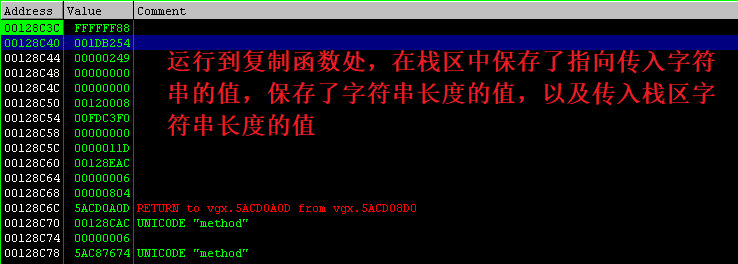 Address Value Comment
00128C3C FFFFFF88
00128C40 001DB254
00128C44 00000249
00128C48 00000000
00128C4C 00000000
00128C50 00120008
00128C54 00FDC3F0
00128C58 00000000
00128C5C 0000011D
00128C60 00128EAC
00128C64 00000006
00128C68 00000804
00128C6C 5ACD0A0D RETURN to vgx.5ACD0A0D from vgx.5ACD08D0
00128C70 00128CAC UNICODE "method"
00128C74 00000006
00128C78 5AC87674 UNICODE "method"
运行到复制函数处，在栈区中保存了指向传入字符
串的值，保存了字符串长度的值，以及传入栈区字
符串长度的值